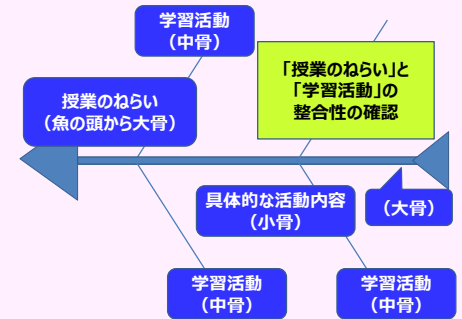 学習活動
（中骨）
「授業のねらい」と
「学習活動」の
整合性の確認
授業のねらい
（魚の頭から大骨）
具体的な活動内容
（小骨）
（大骨）
学習活動
（中骨）
学習活動
（中骨）